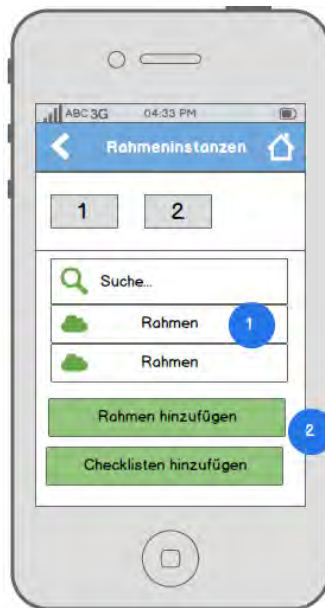 ABC 3G 04:33 PM
Rahmeninstanzen
1 2
Suche...
Rahmen 1
Rahmen
Rahmen hinzufügen
2
Checklisten hinzufügen